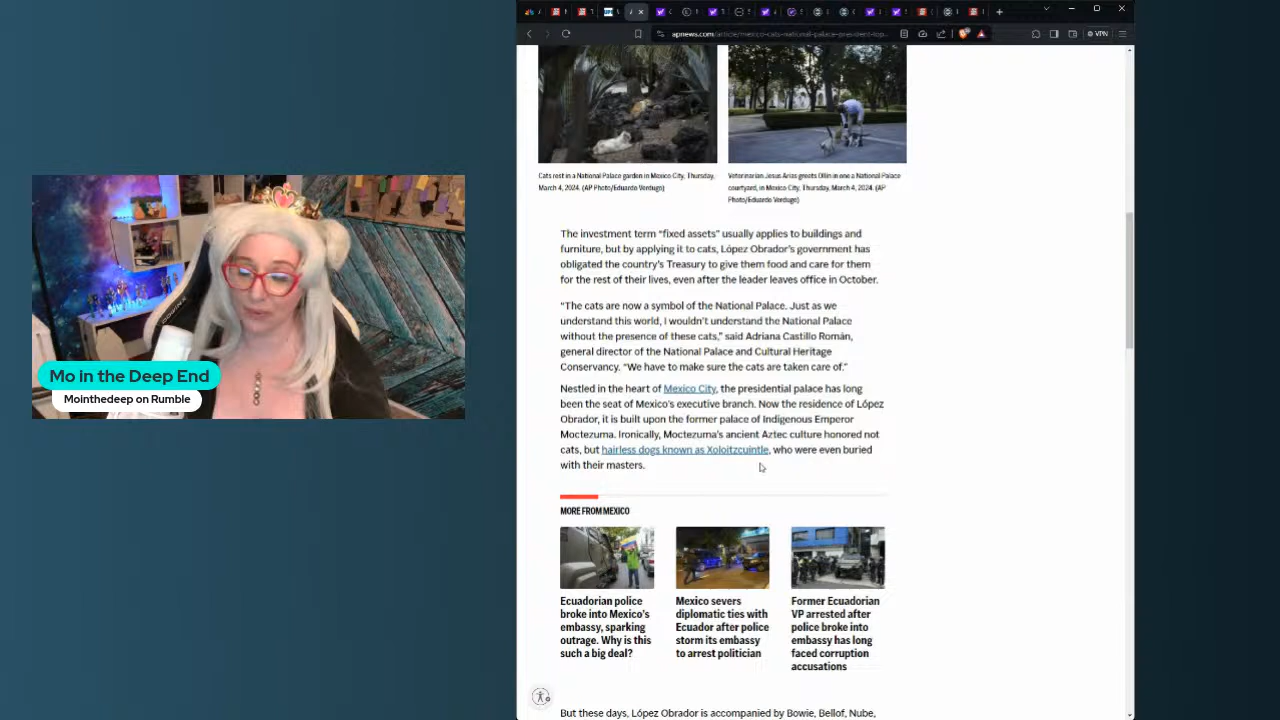 Mo in the Deep End
Mointhedeep on Rumble
apnews.com/article/mexico-cats-national-palace-president-top...
VPN
Cats rest in a National Palace garden in Mexico City, Thursday,
March 4, 2024. (AP Photo/Eduardo Verdugo)
Veterinarian Jesus Arias greets Ollin in one a National Palace
courtyard, in Mexico City, Thursday, March 4, 2024. (AP
Photo/Eduardo Verdugo)
The investment term “fixed assets” usually applies to buildings and
furniture, but by applying it to cats, López Obrador’s government has
obligated the country’s Treasury to give them food and care for them
for the rest of their lives, even after the leader leaves office in October.
“The cats are now a symbol of the National Palace. Just as we
understand this world, I wouldn’t understand the National Palace
without the presence of these cats,” said Adriana Castillo Román,
general director of the National Palace and Cultural Heritage
Conservancy. “We have to make sure the cats are taken care of.”
Nestled in the heart of Mexico City, the presidential palace has long
been the seat of Mexico’s executive branch. Now the residence of López
Obrador, it is built upon the former palace of Indigenous Emperor
Moctezuma. Ironically, Moctezuma’s ancient Aztec culture honored not
cats, but hairless dogs known as Xoloitzcuintle, who were even buried
with their masters.
MORE FROM MEXICO
Ecuadorian police
broke into Mexico’s
embassy, sparking
outrage. Why is this
such a big deal?
Mexico severs
diplomatic ties with
Ecuador after police
storm its embassy
to arrest politician
Former Ecuadorian
VP arrested after
police broke into
embassy has long
faced corruption
accusations
But these days, López Obrador is accompanied by Bowie, Bellof, Nube,